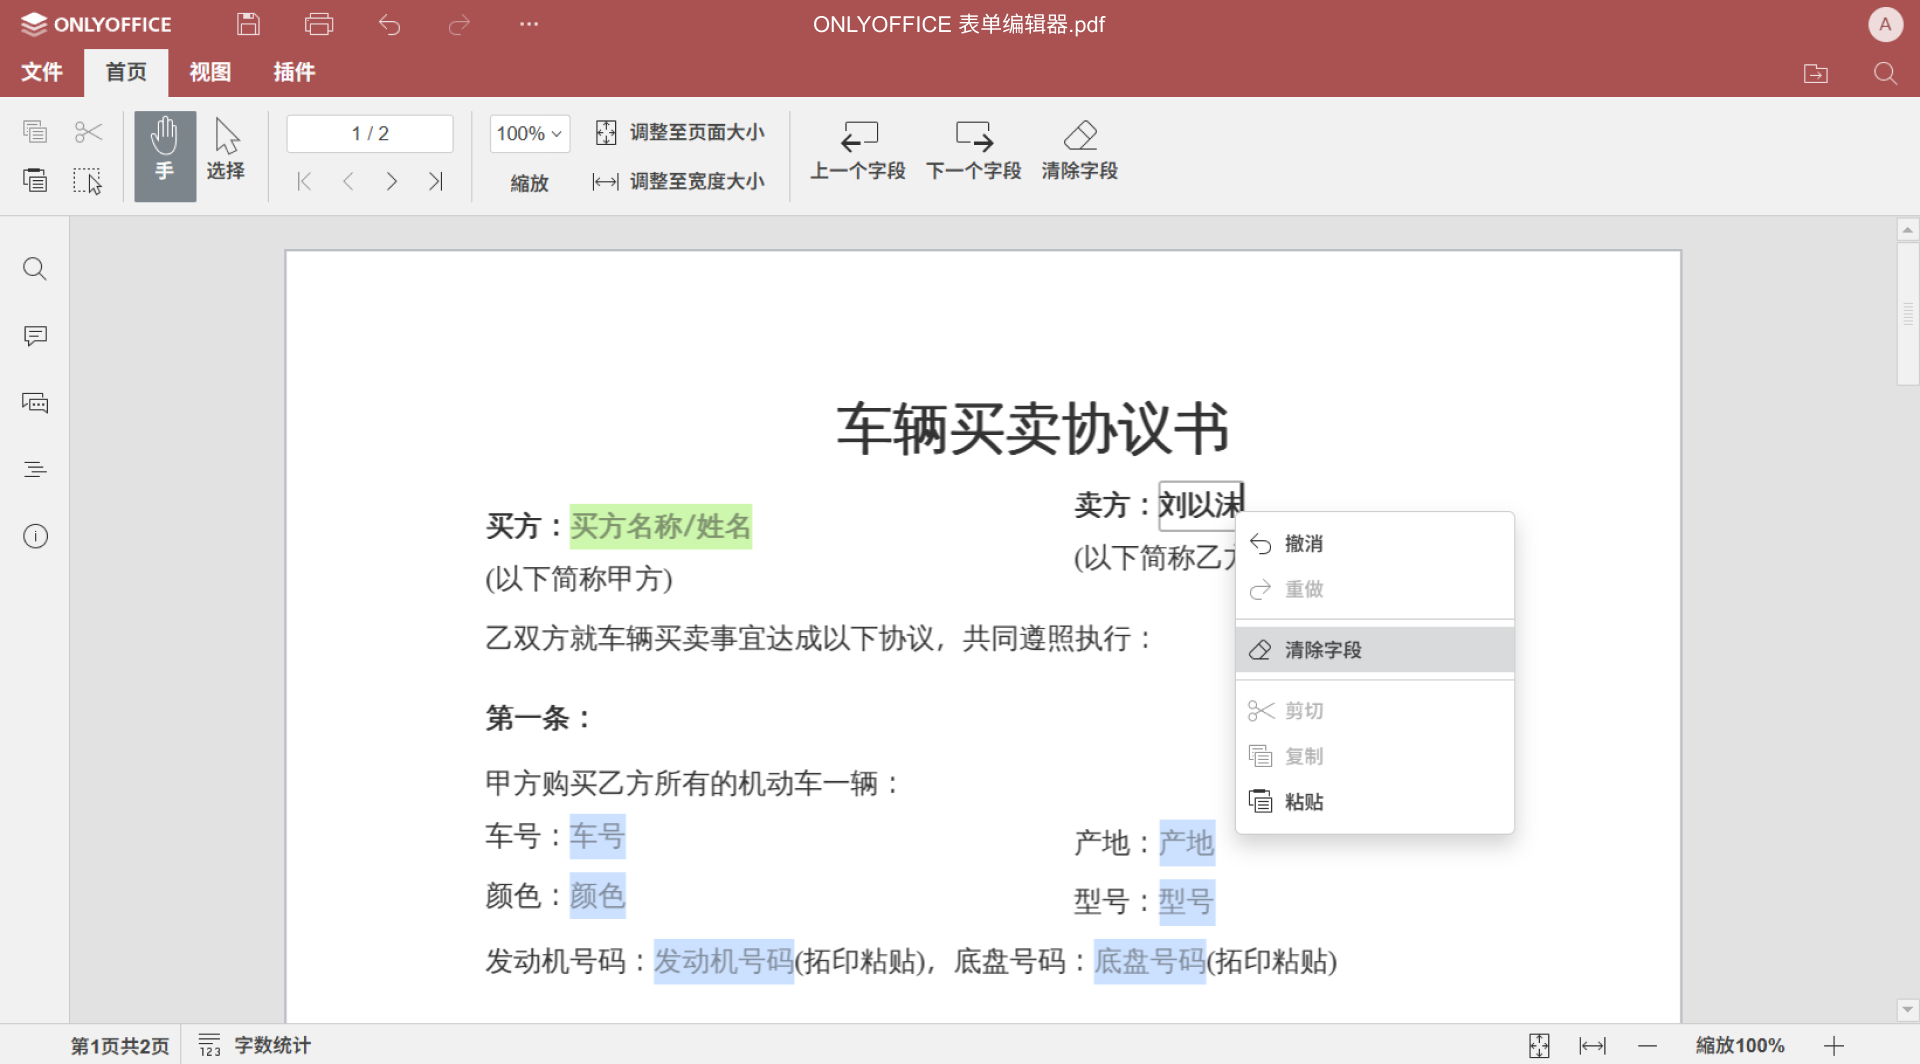 ONLYOFFICE
ONLYOFFICE 表单编辑器.pdf
A
文件 首页 视图 插件
手
选择
1 / 2
100%
缩放
调整至页面大小
调整至宽度大小
上一个字段
下一个字段
清除字段
车辆买卖协议书
买方：买方名称/姓名
(以下简称甲方)
卖方：刘以沫
(以下简称乙方
乙双方就车辆买卖事宜达成以下协议，共同遵照执行：
第一条：
甲方购买乙方所有的机动车一辆：
车号：车号
产地：产地
颜色：颜色
型号：型号
发动机号码：发动机号码(拓印粘贴)，底盘号码：底盘号码(拓印粘贴)
撤消
重做
清除字段
剪切
复制
粘贴
第1页共2页
123
字数统计
缩放100%